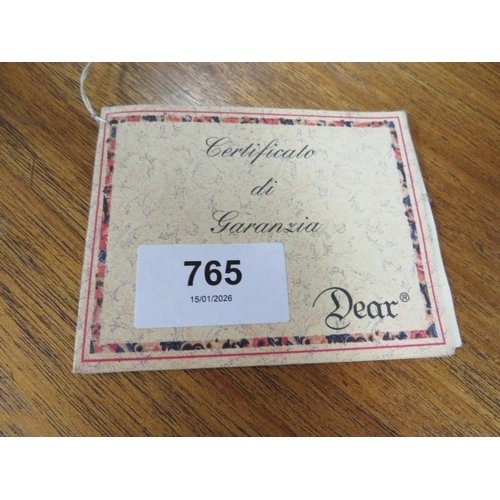 Certificato
di
Garanzia
765
15/01/2026
Dear®